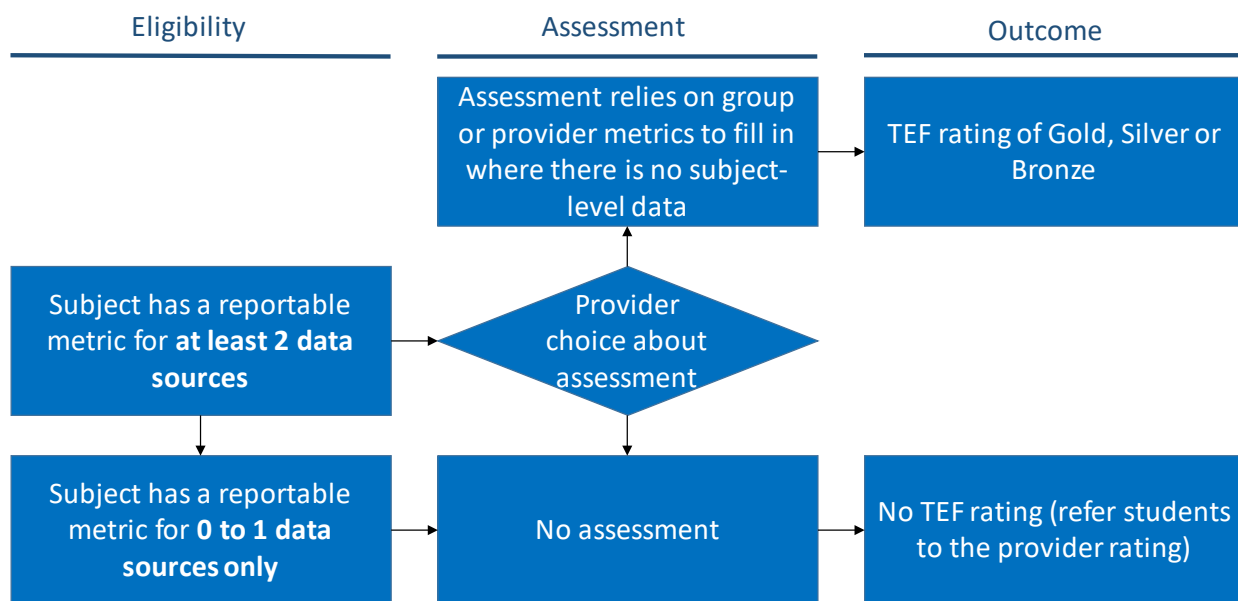 Eligibility
Assessment
Outcome
Assessment relies on group
or provider metrics to fill in
where there is no subject-
level data
TEF rating of Gold, Silver or
Bronze
Subject has a reportable
metric for at least 2 data
sources
Provider
choice about
assessment
Subject has a reportable
metric for 0 to 1 data
sources only
No assessment
No TEF rating (refer students
to the provider rating)